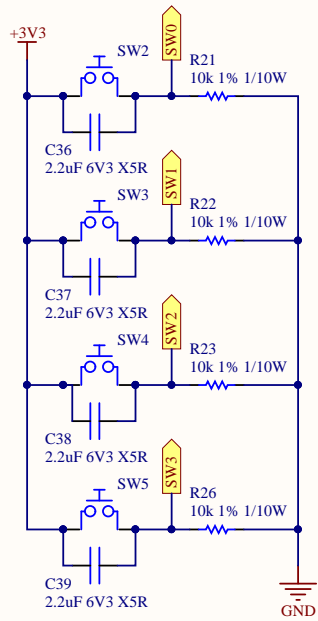 +3V3
SW2
SW0
R21
10k 1% 1/10W
C36
2.2uF 6V3 X5R
SW3
SW1
R22
10k 1% 1/10W
C37
2.2uF 6V3 X5R
SW4
SW2
R23
10k 1% 1/10W
C38
2.2uF 6V3 X5R
SW5
SW3
R26
10k 1% 1/10W
C39
2.2uF 6V3 X5R
GND